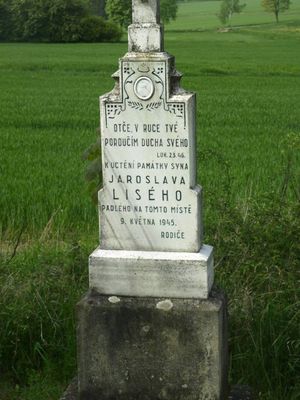 OTČE, V RUCE TVÉ
POROUČÍM DUCHA SVÉHO
LUK. 23. 46.
K UCTĚNÍ PAMÁTKY SYNA
JAROSLAVA
LISÉHO
PADLÉHO NA TOMTO MÍSTĚ
9. KVĚTNA 1945.
RODIČE